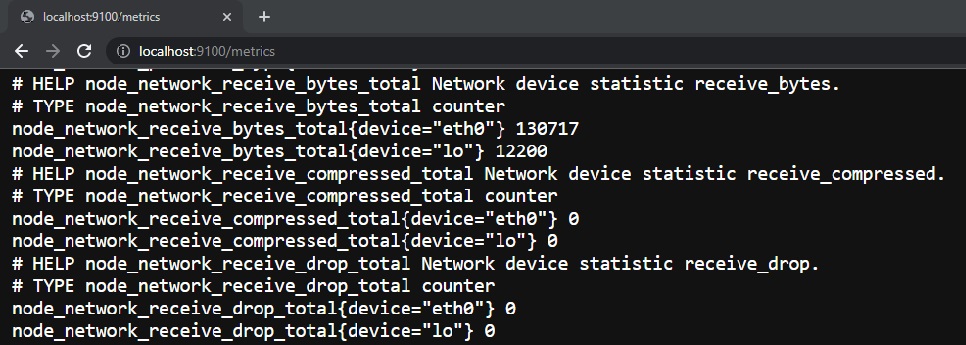 localhost:9100/metrics
localhost:9100/metrics
# HELP node_network_receive_bytes_total Network device statistic receive_bytes.
# TYPE node_network_receive_bytes_total counter
node_network_receive_bytes_total{device="eth0"} 130717
node_network_receive_bytes_total{device="lo"} 12200
# HELP node_network_receive_compressed_total Network device statistic receive_compressed.
# TYPE node_network_receive_compressed_total counter
node_network_receive_compressed_total{device="eth0"} 0
node_network_receive_compressed_total{device="lo"} 0
# HELP node_network_receive_drop_total Network device statistic receive_drop.
# TYPE node_network_receive_drop_total counter
node_network_receive_drop_total{device="eth0"} 0
node_network_receive_drop_total{device="lo"} 0